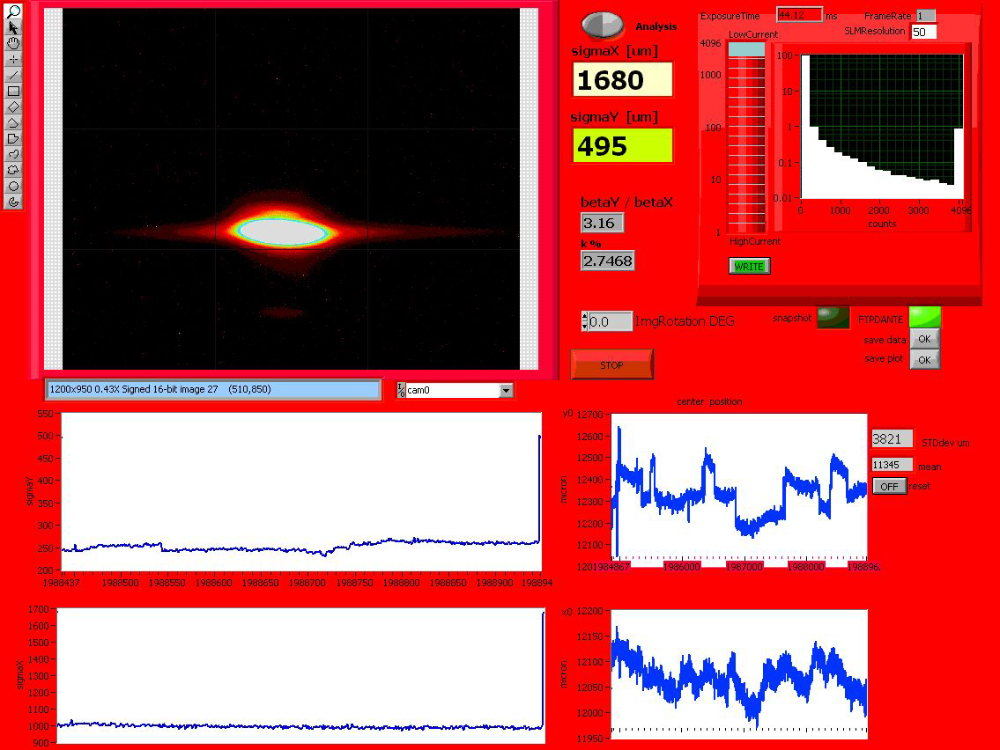 Analysis
sigmaX [um]
1680
sigmaY [um]
495
betaY / betaX
3.16
k %
2.7468
0.0 ImgRotation DEG
STOP
ExposureTime 44.12 ms FrameRate 1
LowCurrent SLMResolution 50
4096
1000
100
10
1
HighCurrent
WRITE
100
10
1
0.1
0.01
0 1000 2000 3000 4096
counts
snapshot FTPDANTE
save data OK
save plot OK
1200x950 0.43X Signed 16-bit image 27 (510,850)
I/O cam0
sigmaY
550
500
450
400
350
300
250
200
1988437 1988500 1988550 1988600 1988650 1988700 1988750 1988800 1988850 1988900 198894
sigmaX
1700
1600
1500
1400
1300
1200
1100
1000
900
center position
y0
micron
12700
12600
12500
12400
12300
12200
12100
1201984867 1986000 1987000 1988000 198896.
3821 STDdev um
11345 mean
OFF reset
x0
micron
12200
12150
12100
12050
12000
11950